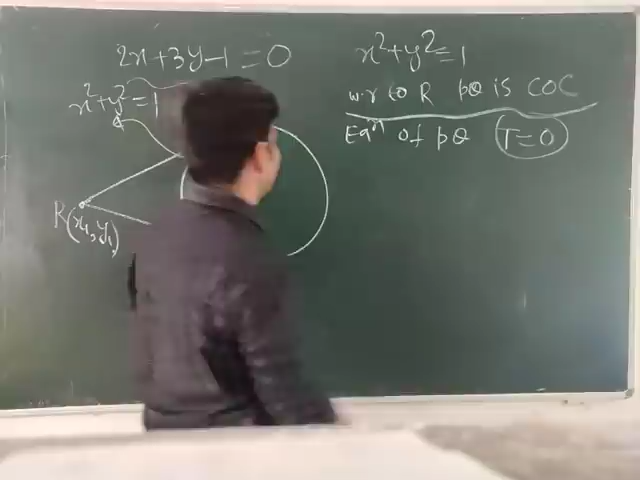 2x+3y-1=0
x²+y²=1
R(x₁,y₁)
x²+y²=1
w.r to R PQ is COC
Eqⁿ of PQ T=0